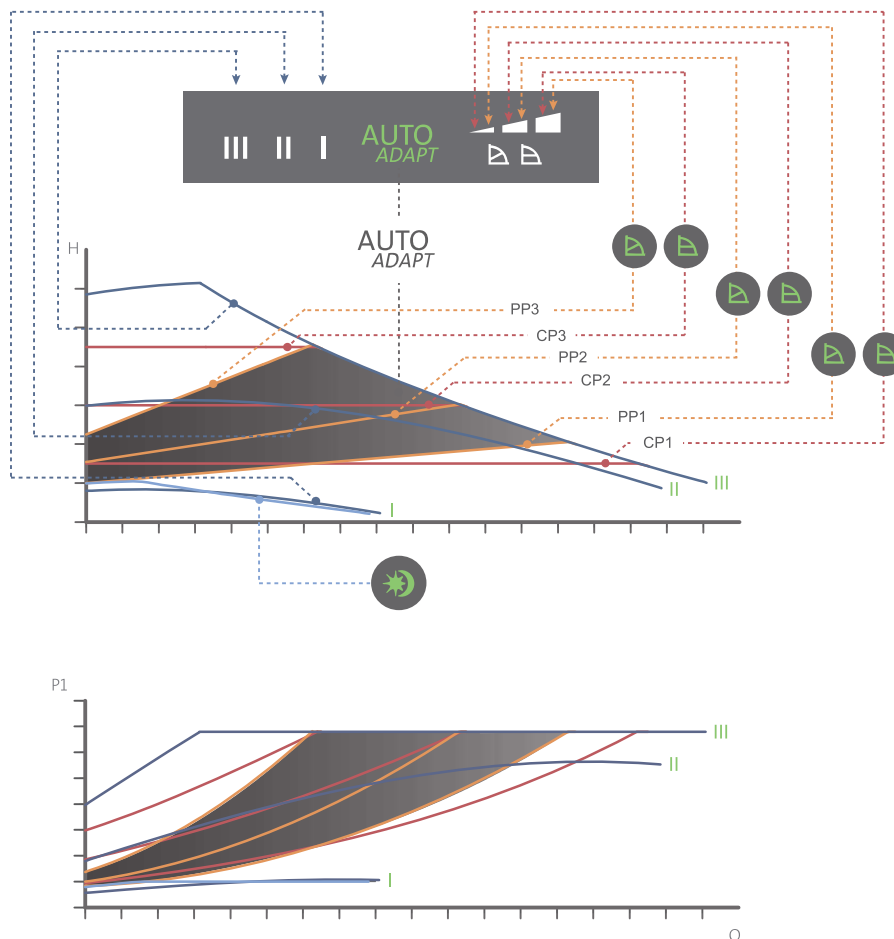 III II I
AUTO
ADAPT
AUTO
ADAPT
H
PP3
CP3
PP2
CP2
PP1
CP1
III
II
I
P1
III
II
I
Q